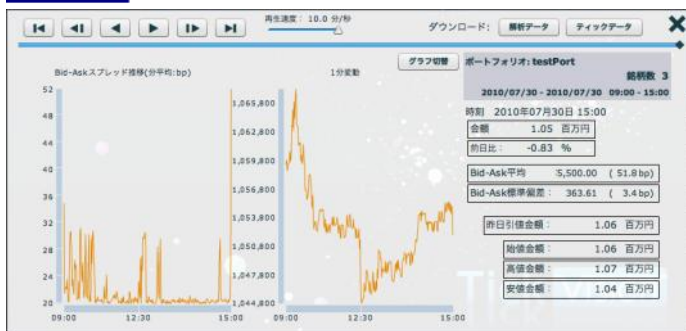 再生速度： 10.0 分/秒
ダウンロード： 解析データ ティックデータ
グラフ切替
Bid-Askスプレッド推移(分平均:bp)
1分変動
52
48
44
40
36
32
28
24
20
09:00 12:30 15:00
1,065,800
1,062,800
1,059,800
1,056,800
1,053,800
1,050,800
1,047,800
1,044,800
09:00 12:30 15:00
ポートフォリオ: testPort
銘柄数 3
2010/07/30 - 2010/07/30 09:00 - 15:00
時刻 2010年07月30日 15:00
金額 1.05 百万円
前日比： -0.83 %
Bid-Ask平均 5,500.00 ( 51.8bp)
Bid-Ask標準偏差： 363.61 ( 3.4bp)
昨日引値金額： 1.06 百万円
始値金額： 1.06 百万円
高値金額： 1.07 百万円
安値金額： 1.04 百万円
Tick